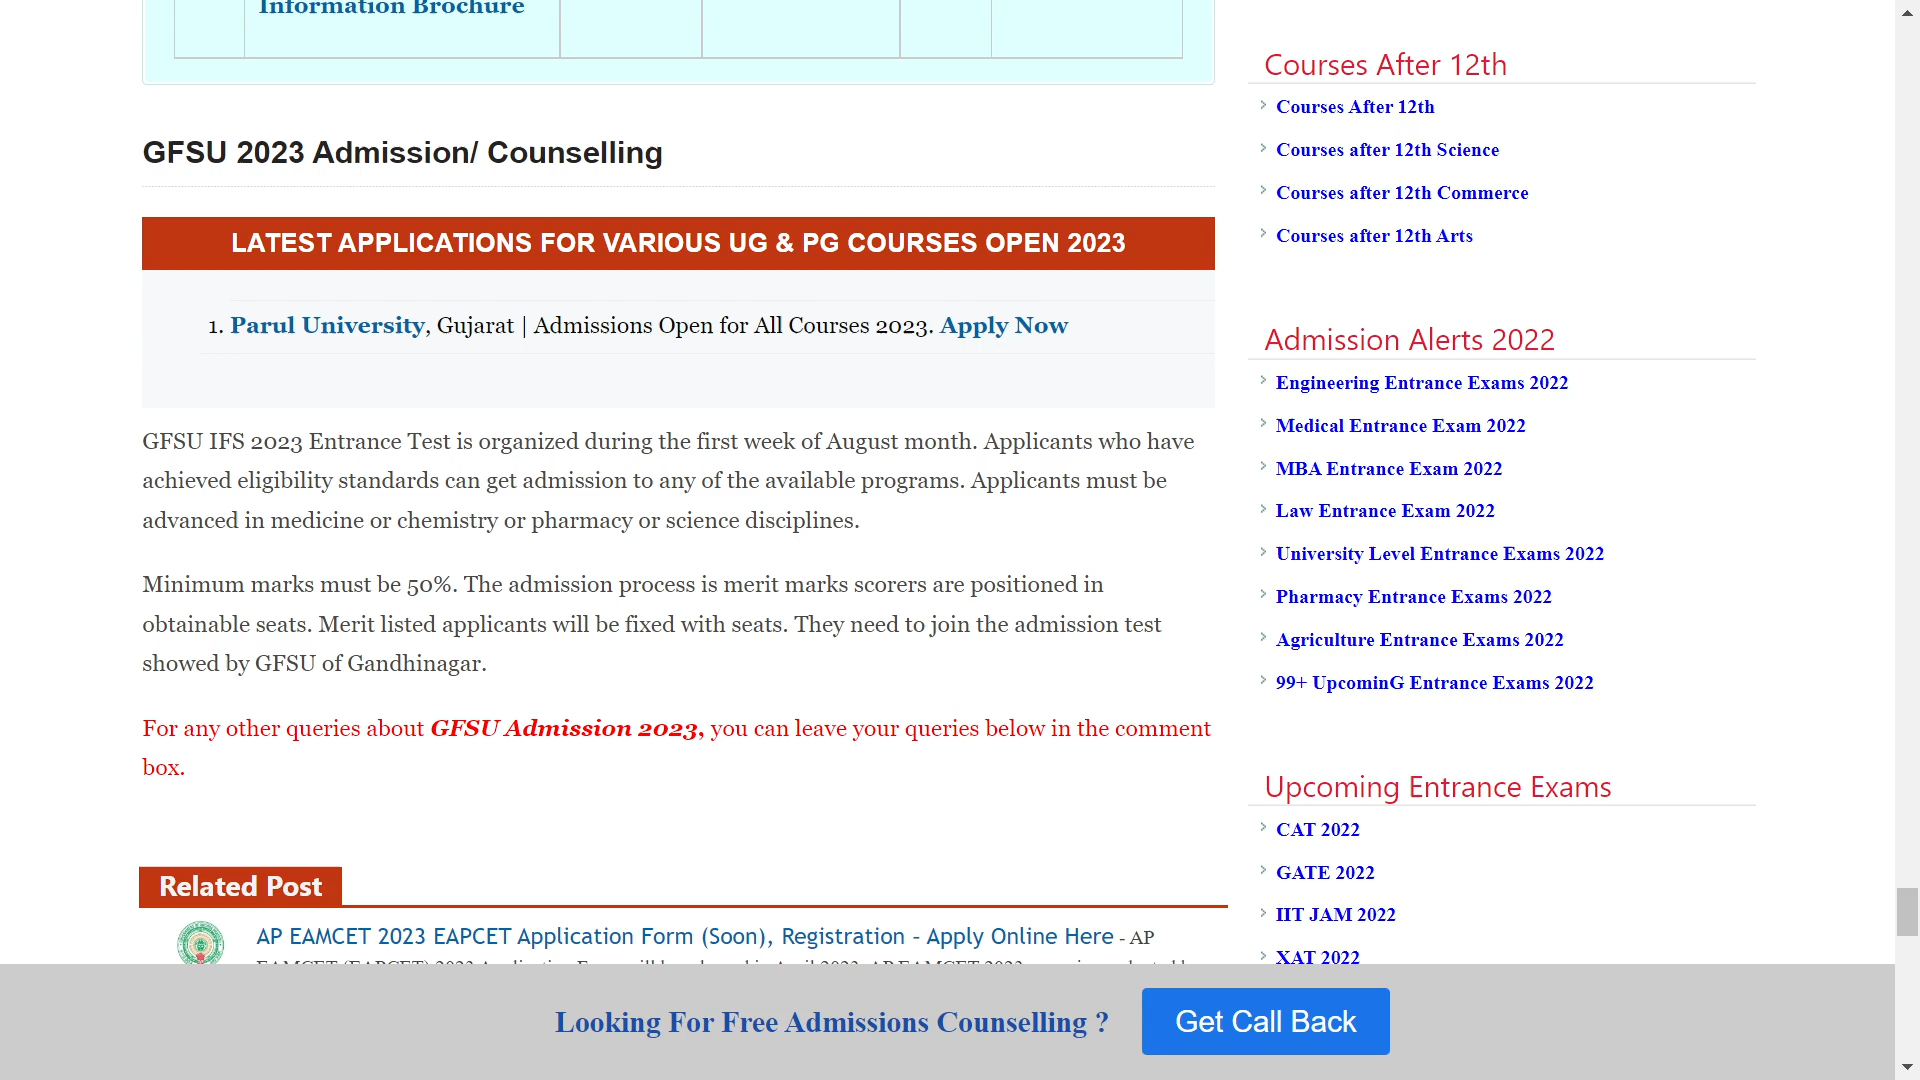 Information Brochure
GFSU 2023 Admission/ Counselling
LATEST APPLICATIONS FOR VARIOUS UG & PG COURSES OPEN 2023
1. Parul University, Gujarat | Admissions Open for All Courses 2023. Apply Now
GFSU IFS 2023 Entrance Test is organized during the first week of August month. Applicants who have
achieved eligibility standards can get admission to any of the available programs. Applicants must be
advanced in medicine or chemistry or pharmacy or science disciplines.
Minimum marks must be 50%. The admission process is merit marks scorers are positioned in
obtainable seats. Merit listed applicants will be fixed with seats. They need to join the admission test
showed by GFSU of Gandhinagar.
For any other queries about GFSU Admission 2023, you can leave your queries below in the comment
box.
Related Post
AP EAMCET 2023 EAPCET Application Form (Soon), Registration - Apply Online Here - AP
Courses After 12th
Courses After 12th
Courses after 12th Science
Courses after 12th Commerce
Courses after 12th Arts
Admission Alerts 2022
Engineering Entrance Exams 2022
Medical Entrance Exam 2022
MBA Entrance Exam 2022
Law Entrance Exam 2022
University Level Entrance Exams 2022
Pharmacy Entrance Exams 2022
Agriculture Entrance Exams 2022
99+ UpcominG Entrance Exams 2022
Upcoming Entrance Exams
CAT 2022
GATE 2022
IIT JAM 2022
XAT 2022
Looking For Free Admissions Counselling ?
Get Call Back